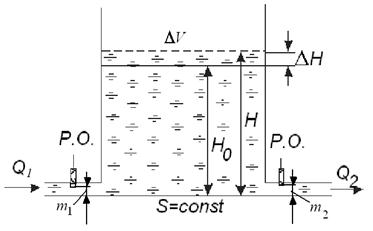 ΔV
ΔH
H
H₀
P.O.
P.O.
Q₁
Q₂
m₁
S=const
m₂